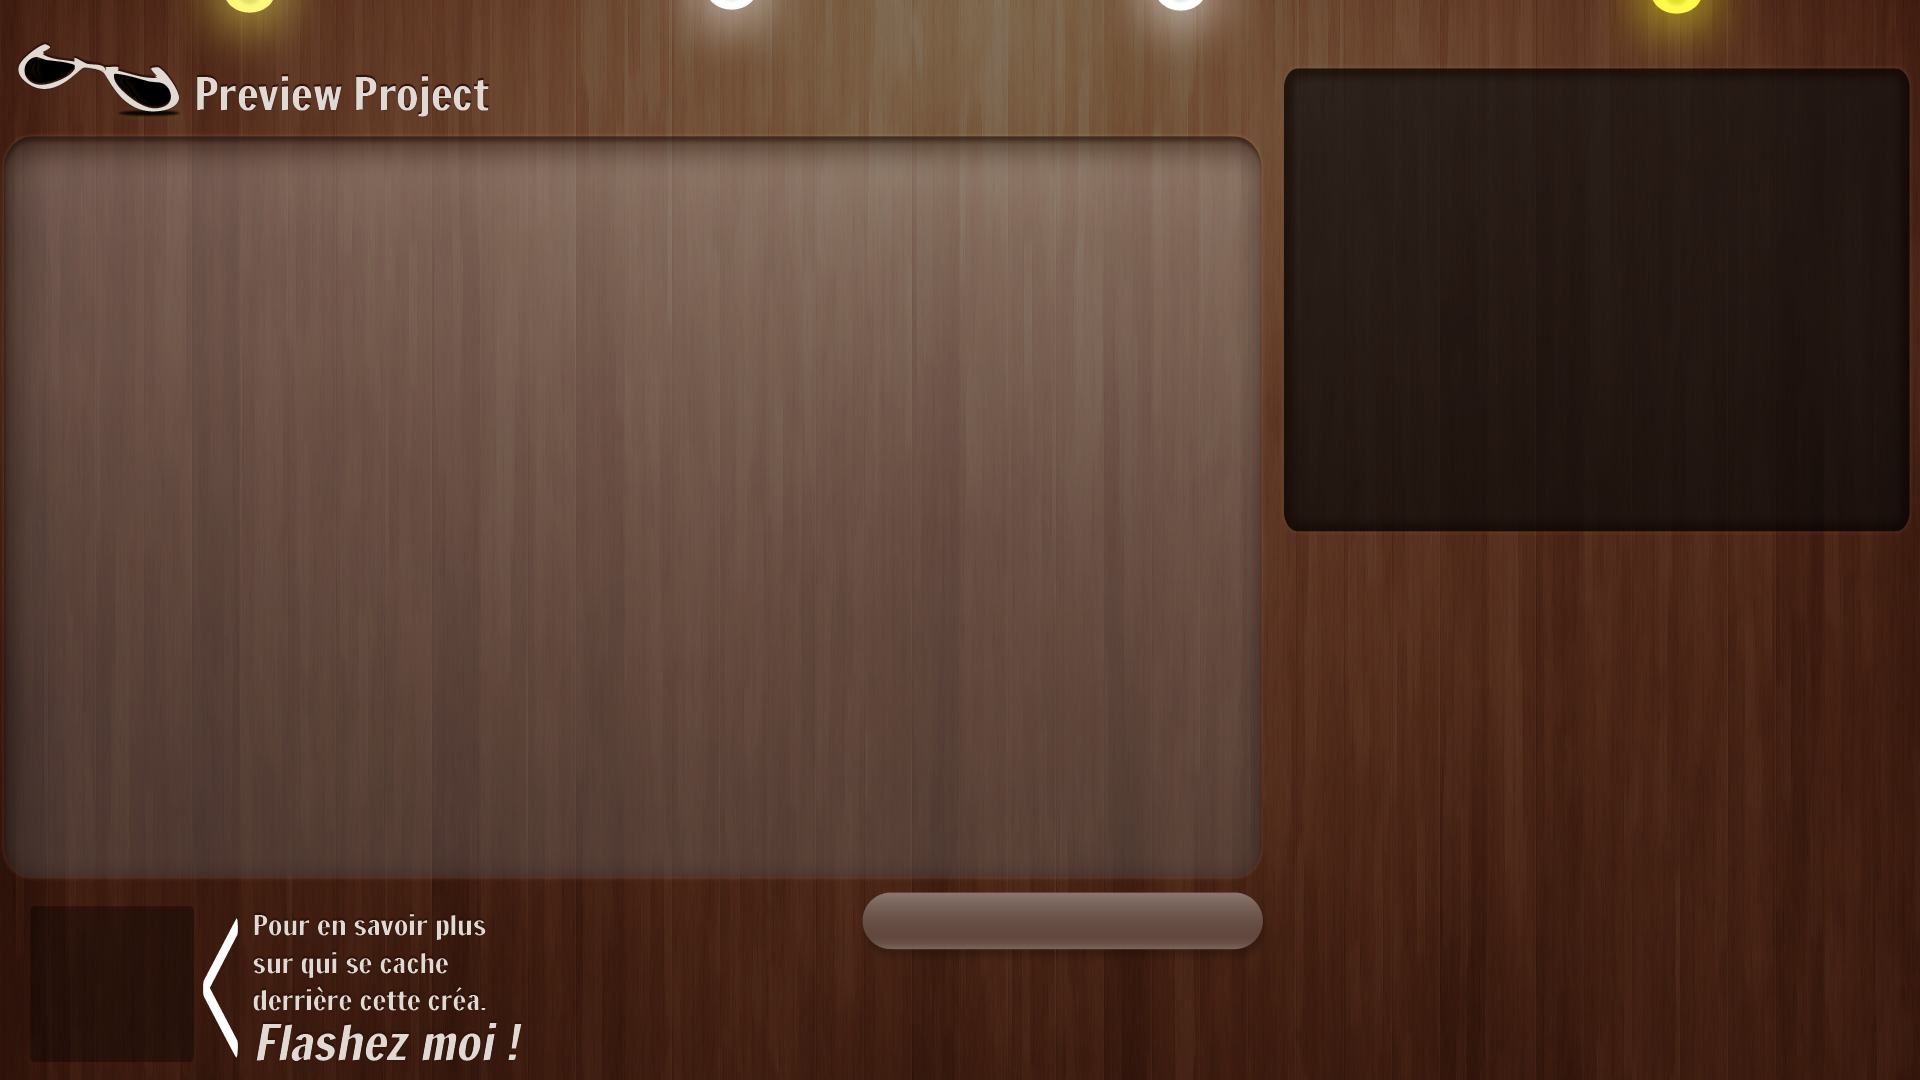 Preview Project
Pour en savoir plus
sur qui se cache
derrière cette créa.
Flashez moi !